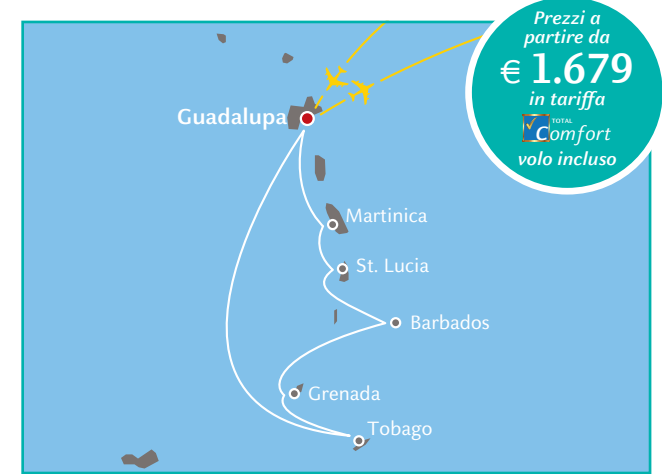 Prezzi a
partire da
€ 1.679
in tariffa
TOTAL
Comfort
volo incluso
Guadalupa
Martinica
St. Lucia
Barbados
Grenada
Tobago